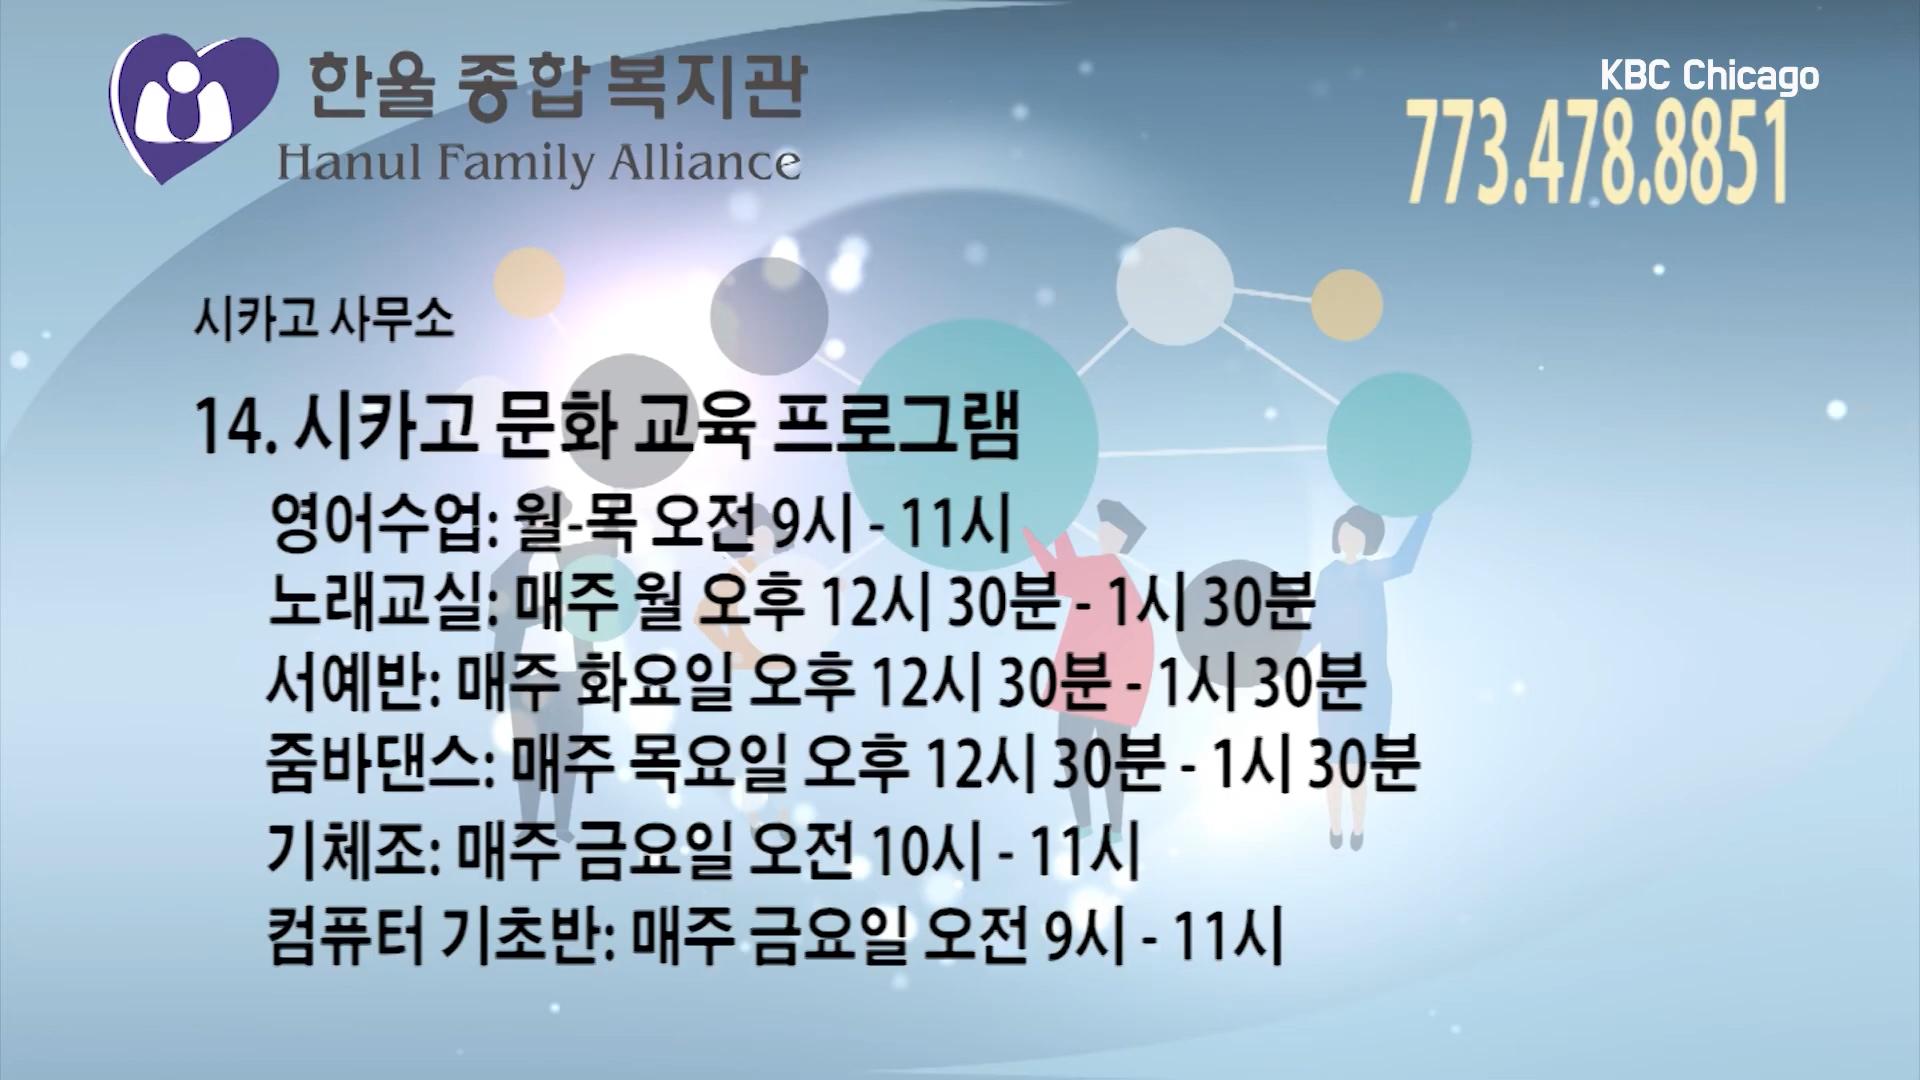 한울 종합 복지관
Hanul Family Alliance
KBC Chicago
773.478.8851
시카고 사무소
14. 시카고 문화 교육 프로그램
영어수업: 월-목 오전 9시 - 11시
노래교실: 매주 월 오후 12시 30분 - 1시 30분
서예반: 매주 화요일 오후 12시 30분 - 1시 30분
줌바댄스: 매주 목요일 오후 12시 30분 - 1시 30분
기체조: 매주 금요일 오전 10시 - 11시
컴퓨터 기초반: 매주 금요일 오전 9시 - 11시